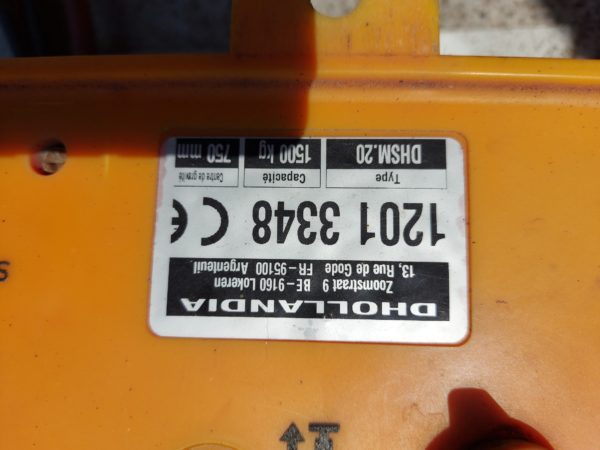 DHOLLANDIA
Zoomstraat 9 BE-9160 Lokeren
13, Rue de Gode FR-95100 Argenteuil
1201 3348 CE
Type Capacité Centre de gravité
DHSM.20 1500 kg 750 mm
S